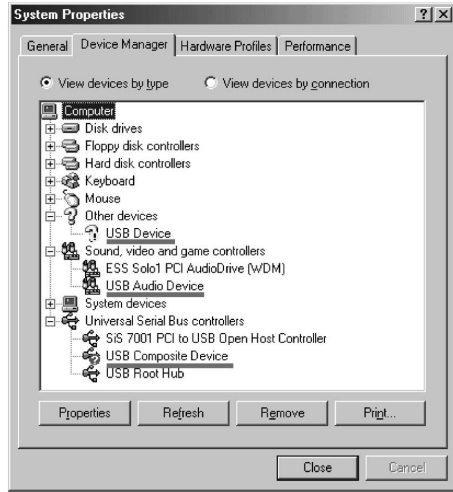 System Properties
? X
General Device Manager Hardware Profiles Performance
View devices by type View devices by connection
Computer
Disk drives
Floppy disk controllers
Hard disk controllers
Keyboard
Mouse
Other devices
USB Device
Sound, video and game controllers
ESS Solo1 PCI AudioDrive (WDM)
USB Audio Device
System devices
Universal Serial Bus controllers
SiS 7001 PCI to USB Open Host Controller
USB Composite Device
USB Root Hub
Properties Refresh Remove Print...
Close Cancel